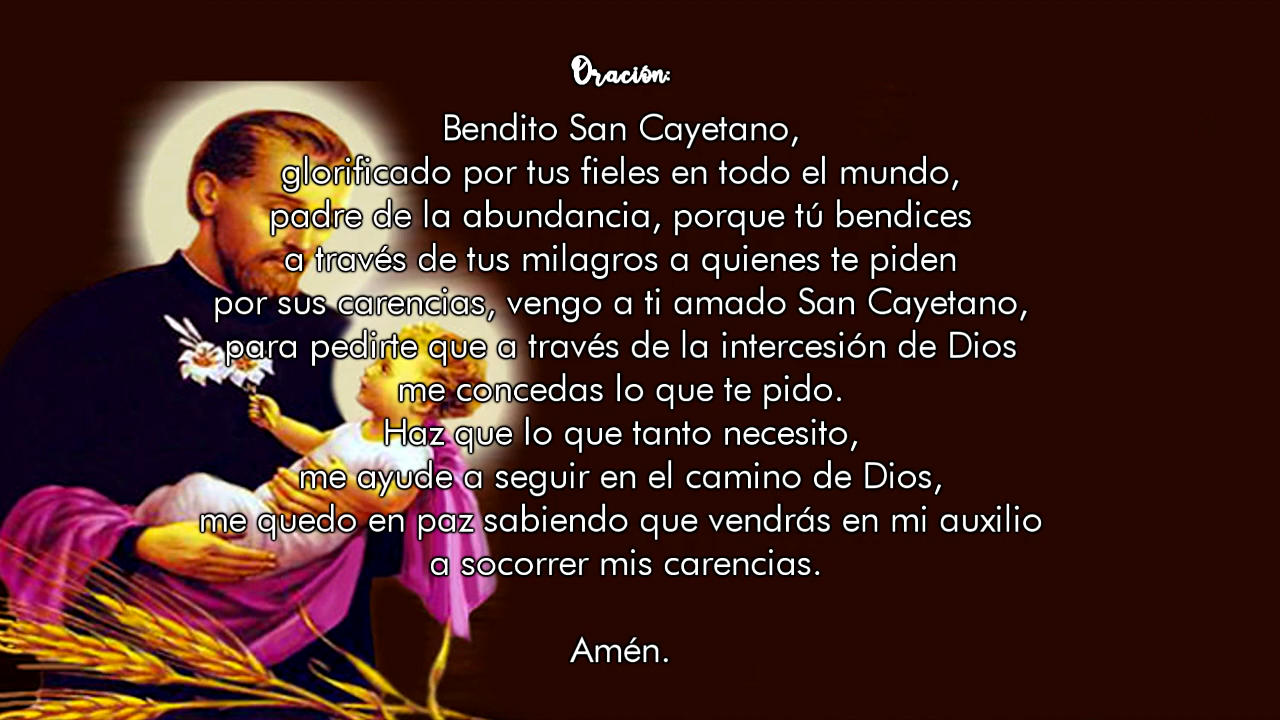 Oración:
Bendito San Cayetano,
glorificado por tus fieles en todo el mundo,
padre de la abundancia, porque tú bendices
a través de tus milagros a quienes te piden
por sus carencias, vengo a ti amado San Cayetano,
para pedirte que a través de la intercesión de Dios
me concedas lo que te pido.
Haz que lo que tanto necesito,
me ayude a seguir en el camino de Dios,
me quedo en paz sabiendo que vendrás en mi auxilio
a socorrer mis carencias.
Amén.